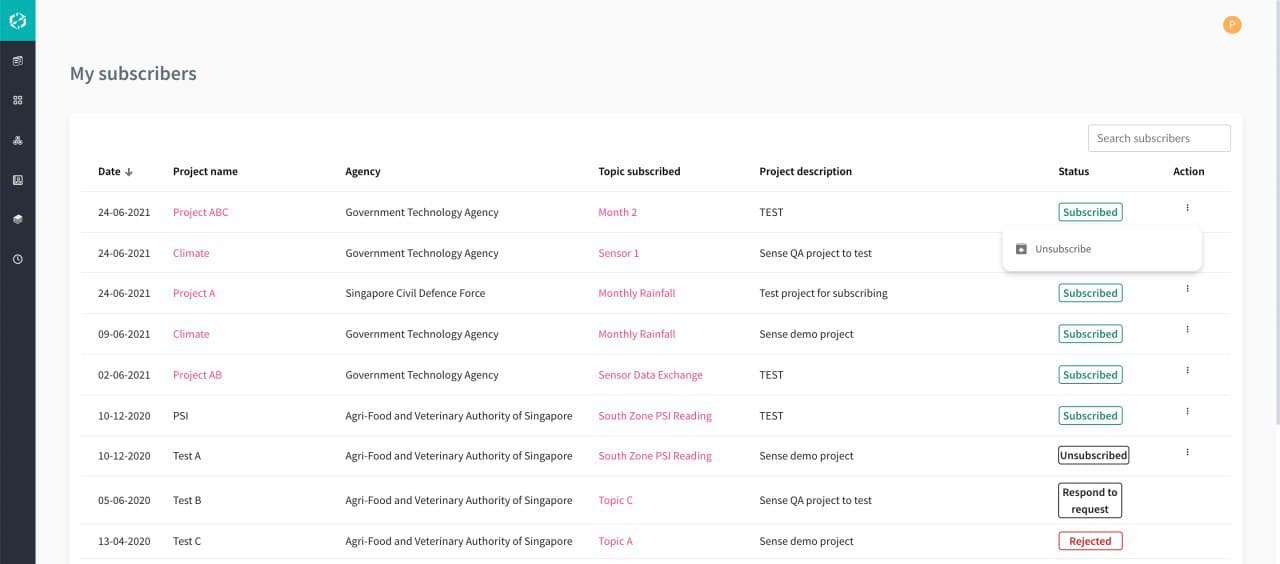 P
My subscribers
Search subscribers
Date Project name Agency Topic subscribed Project description Status Action
24-06-2021 Project ABC Government Technology Agency Month 2 TEST Subscribed
24-06-2021 Climate Government Technology Agency Sensor 1 Sense QA project to test
Unsubscribe
24-06-2021 Project A Singapore Civil Defence Force Monthly Rainfall Test project for subscribing Subscribed
09-06-2021 Climate Government Technology Agency Monthly Rainfall Sense demo project Subscribed
02-06-2021 Project AB Government Technology Agency Sensor Data Exchange TEST Subscribed
10-12-2020 PSI Agri-Food and Veterinary Authority of Singapore South Zone PSI Reading TEST Subscribed
10-12-2020 Test A Agri-Food and Veterinary Authority of Singapore South Zone PSI Reading Sense demo project Unsubscribed
05-06-2020 Test B Agri-Food and Veterinary Authority of Singapore Topic C Sense QA project to test Respond to
request
13-04-2020 Test C Agri-Food and Veterinary Authority of Singapore Topic A Sense demo project Rejected